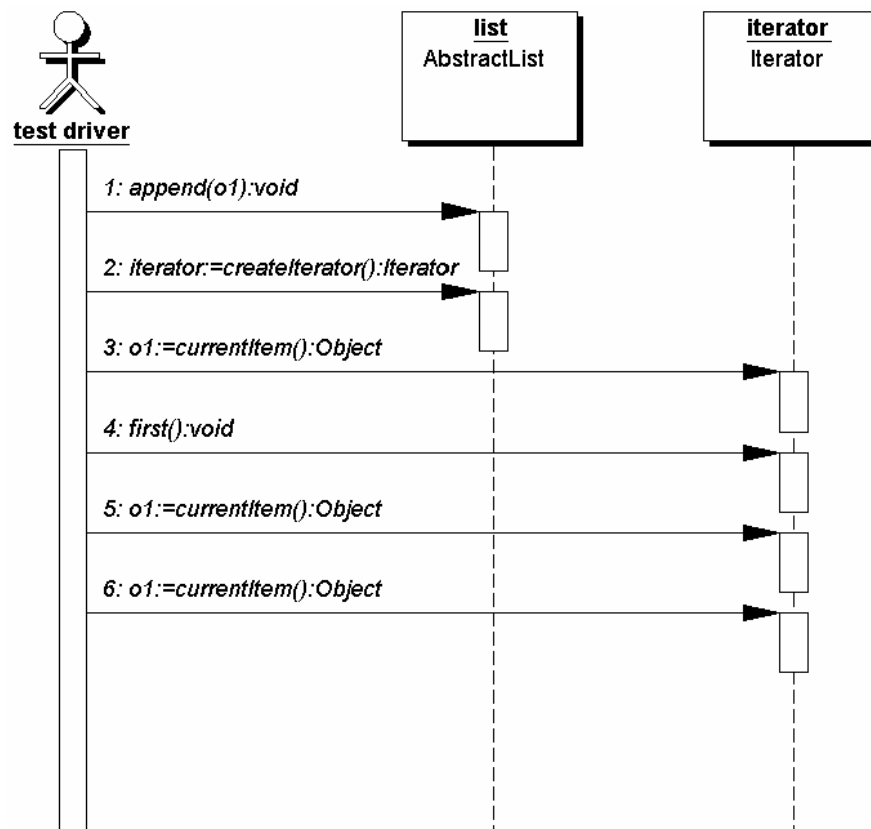 test driver
list
AbstractList
iterator
Iterator
1: append(o1):void
2: iterator:=createIterator():Iterator
3: o1:=currentItem():Object
4: first():void
5: o1:=currentItem():Object
6: o1:=currentItem():Object